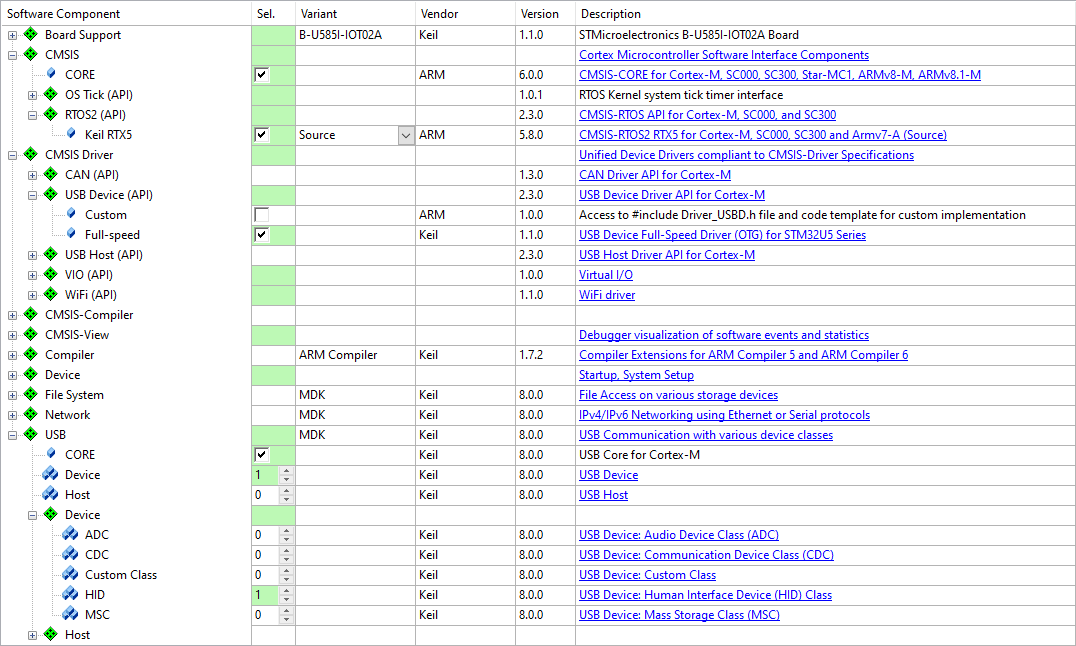 Software Component Sel. Variant Vendor Version Description
Board Support B-U585I-IOT02A Keil 1.1.0 STMicroelectronics B-U585I-IOT02A Board
CMSIS Cortex Microcontroller Software Interface Components
CORE ARM 6.0.0 CMSIS-CORE for Cortex-M, SC000, SC300, Star-MC1, ARMv8-M, ARMv8.1-M
OS Tick (API) 1.0.1 RTOS Kernel system tick timer interface
RTOS2 (API) 2.3.0 CMSIS-RTOS API for Cortex-M, SC000, and SC300
Keil RTX5 Source ARM 5.8.0 CMSIS-RTOS2 RTX5 for Cortex-M, SC000, SC300 and Armv7-A (Source)
CMSIS Driver Unified Device Drivers compliant to CMSIS-Driver Specifications
CAN (API) 1.3.0 CAN Driver API for Cortex-M
USB Device (API) 2.3.0 USB Device Driver API for Cortex-M
Custom ARM 1.0.0 Access to #include Driver_USBD.h file and code template for custom implementation
Full-speed Keil 1.1.0 USB Device Full-Speed Driver (OTG) for STM32U5 Series
USB Host (API) 2.3.0 USB Host Driver API for Cortex-M
VIO (API) 1.0.0 Virtual I/O
WiFi (API) 1.1.0 WiFi driver
CMSIS-Compiler
CMSIS-View Debugger visualization of software events and statistics
Compiler ARM Compiler Keil 1.7.2 Compiler Extensions for ARM Compiler 5 and ARM Compiler 6
Device Startup, System Setup
File System MDK Keil 8.0.0 File Access on various storage devices
Network MDK Keil 8.0.0 IPv4/IPv6 Networking using Ethernet or Serial protocols
USB MDK Keil 8.0.0 USB Communication with various device classes
CORE Keil 8.0.0 USB Core for Cortex-M
Device 1 Keil 8.0.0 USB Device
Host 0 Keil 8.0.0 USB Host
Device
ADC 0 Keil 8.0.0 USB Device: Audio Device Class (ADC)
CDC 0 Keil 8.0.0 USB Device: Communication Device Class (CDC)
Custom Class 0 Keil 8.0.0 USB Device: Custom Class
HID 1 Keil 8.0.0 USB Device: Human Interface Device (HID) Class
MSC 0 Keil 8.0.0 USB Device: Mass Storage Class (MSC)
Host